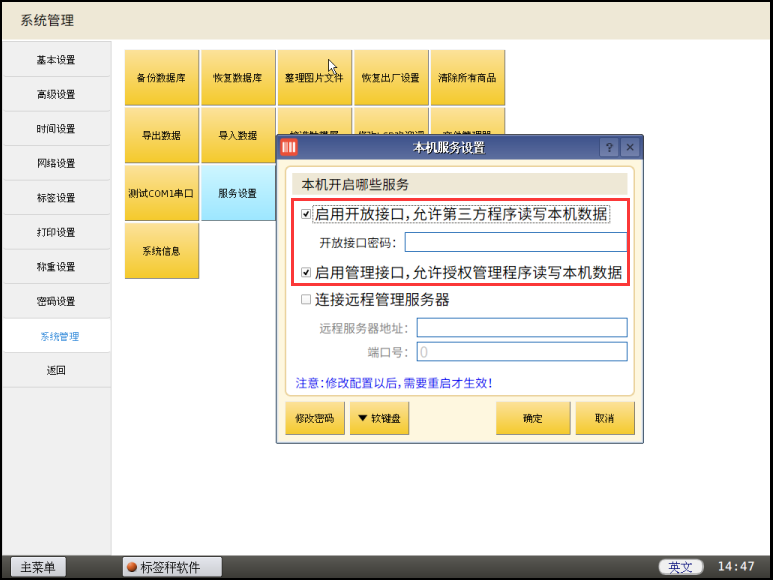 系统管理
基本设置
高级设置
时间设置
网络设置
标签设置
打印设置
称重设置
密码设置
系统管理
返回
备份数据库 恢复数据库 整理图片文件 恢复出厂设置 清除所有商品
导出数据 导入数据
测试COM1串口 服务设置
系统信息
本机服务设置 ? ×
本机开启哪些服务
启用开放接口,允许第三方程序读写本机数据
开放接口密码:
启用管理接口,允许授权管理程序读写本机数据
连接远程管理服务器
远程服务器地址:
端口号: 0
注意:修改配置以后,需要重启才生效!
修改密码 ▼ 软键盘 确定 取消
主菜单 标签秤软件 英文 14:47